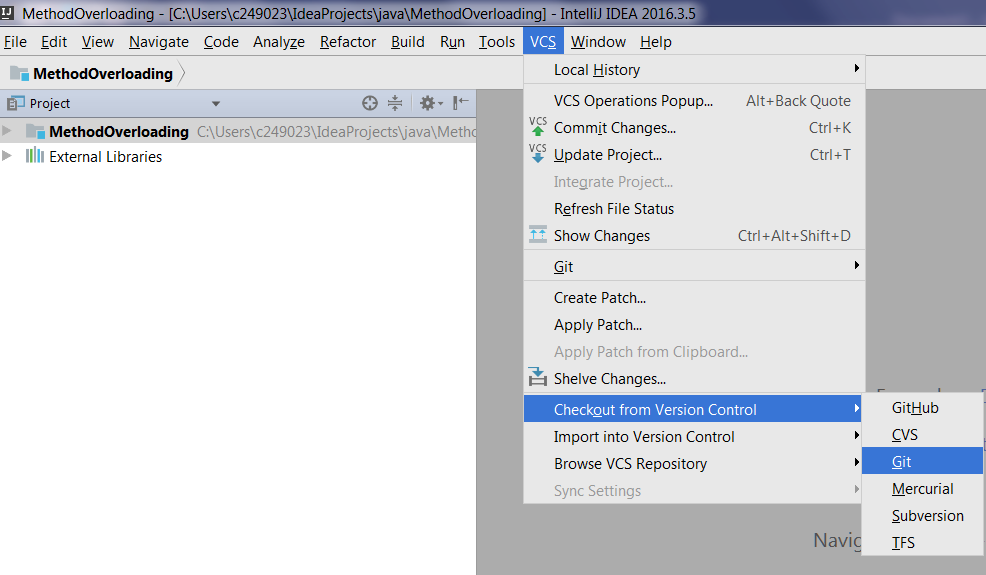 MethodOverloading - [C:\Users\c249023\IdeaProjects\java\MethodOverloading] - IntelliJ IDEA 2016.3.5
File Edit View Navigate Code Analyze Refactor Build Run Tools VCS Window Help
MethodOverloading
Project
MethodOverloading C:\Users\c249023\IdeaProjects\java\Metho
External Libraries
Local History
VCS Operations Popup... Alt+Back Quote
VCS Commit Changes... Ctrl+K
VCS Update Project... Ctrl+T
Integrate Project...
Refresh File Status
Show Changes Ctrl+Alt+Shift+D
Git
Create Patch...
Apply Patch...
Apply Patch from Clipboard...
Shelve Changes...
Checkout from Version Control
Import into Version Control
Browse VCS Repository
Sync Settings
GitHub
CVS
Git
Mercurial
Subversion
TFS
Navig